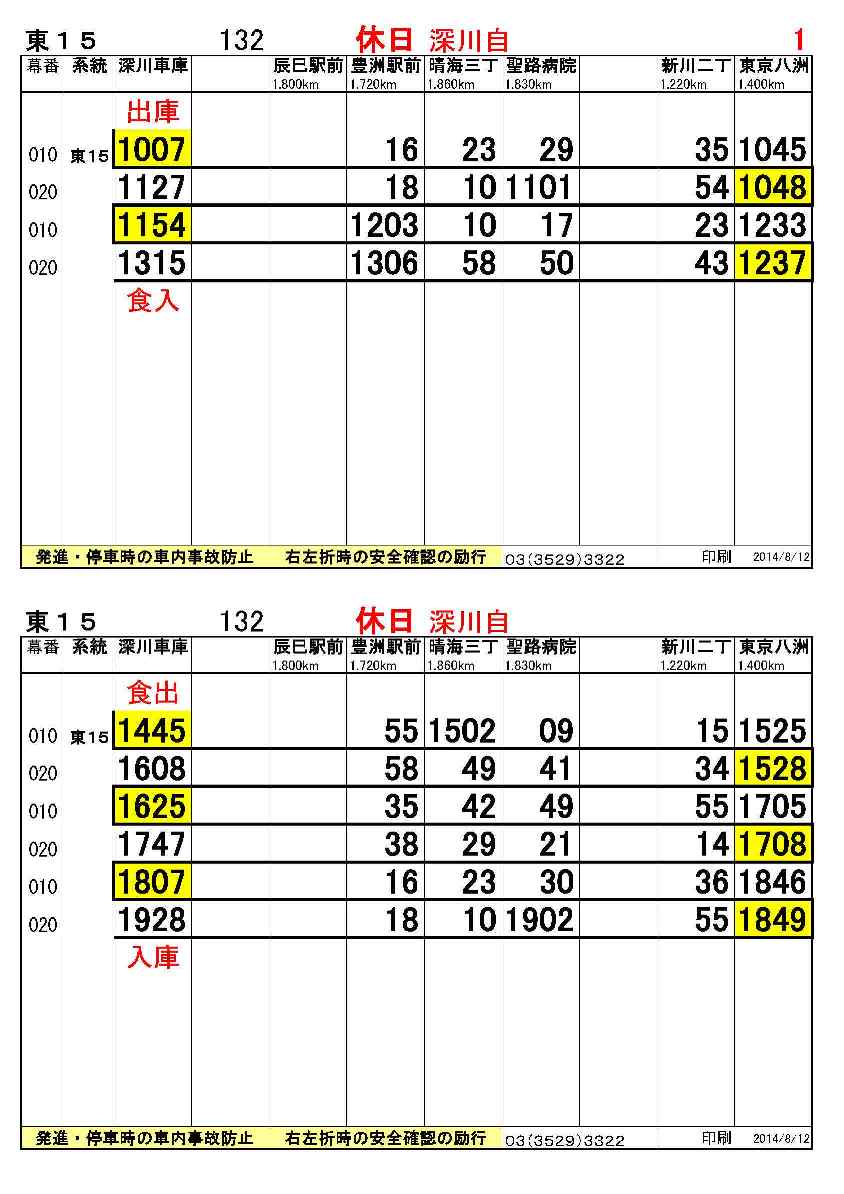 東１５ 132 休日 深川自 1
幕番 系統 深川車庫 辰巳駅前 豊洲駅前 晴海三丁 聖路病院 新川二丁 東京八洲
1.800km 1.720km 1.860km 1.830km 1.220km 1.400km
出庫
010 東15 1007 16 23 29 35 1045
020 1127 18 10 1101 54 1048
010 1154 1203 10 17 23 1233
020 1315 1306 58 50 43 1237
食入
発進・停車時の車内事故防止 右左折時の安全確認の励行 03(3529)3322 印刷 2014/8/12
東１５ 132 休日 深川自
幕番 系統 深川車庫 辰巳駅前 豊洲駅前 晴海三丁 聖路病院 新川二丁 東京八洲
1.800km 1.720km 1.860km 1.830km 1.220km 1.400km
食出
010 東15 1445 55 1502 09 15 1525
020 1608 58 49 41 34 1528
010 1625 35 42 49 55 1705
020 1747 38 29 21 14 1708
010 1807 16 23 30 36 1846
020 1928 18 10 1902 55 1849
入庫
発進・停車時の車内事故防止 右左折時の安全確認の励行 03(3529)3322 印刷 2014/8/12